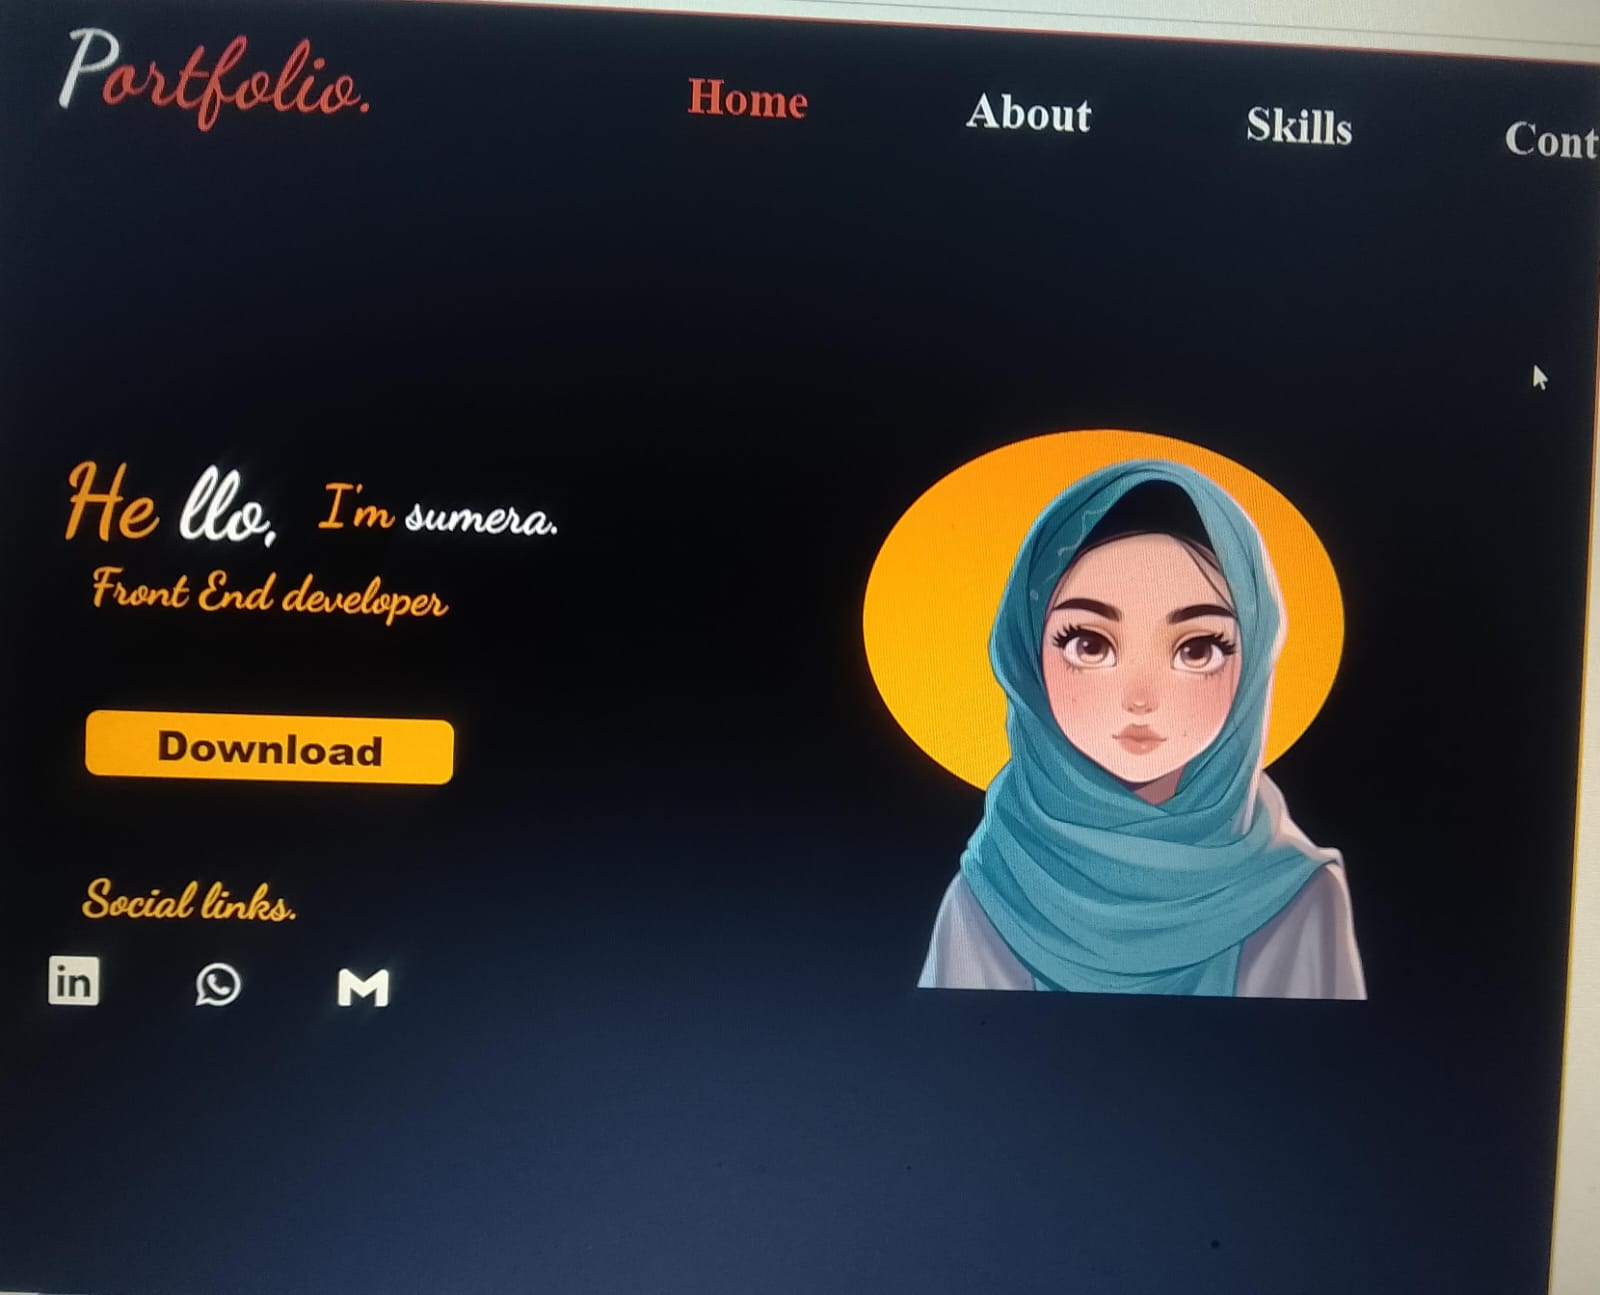 Portfolio.
Home About Skills Cont
He llo, I'm sumera.
Front End developer
Download
Social links.
in